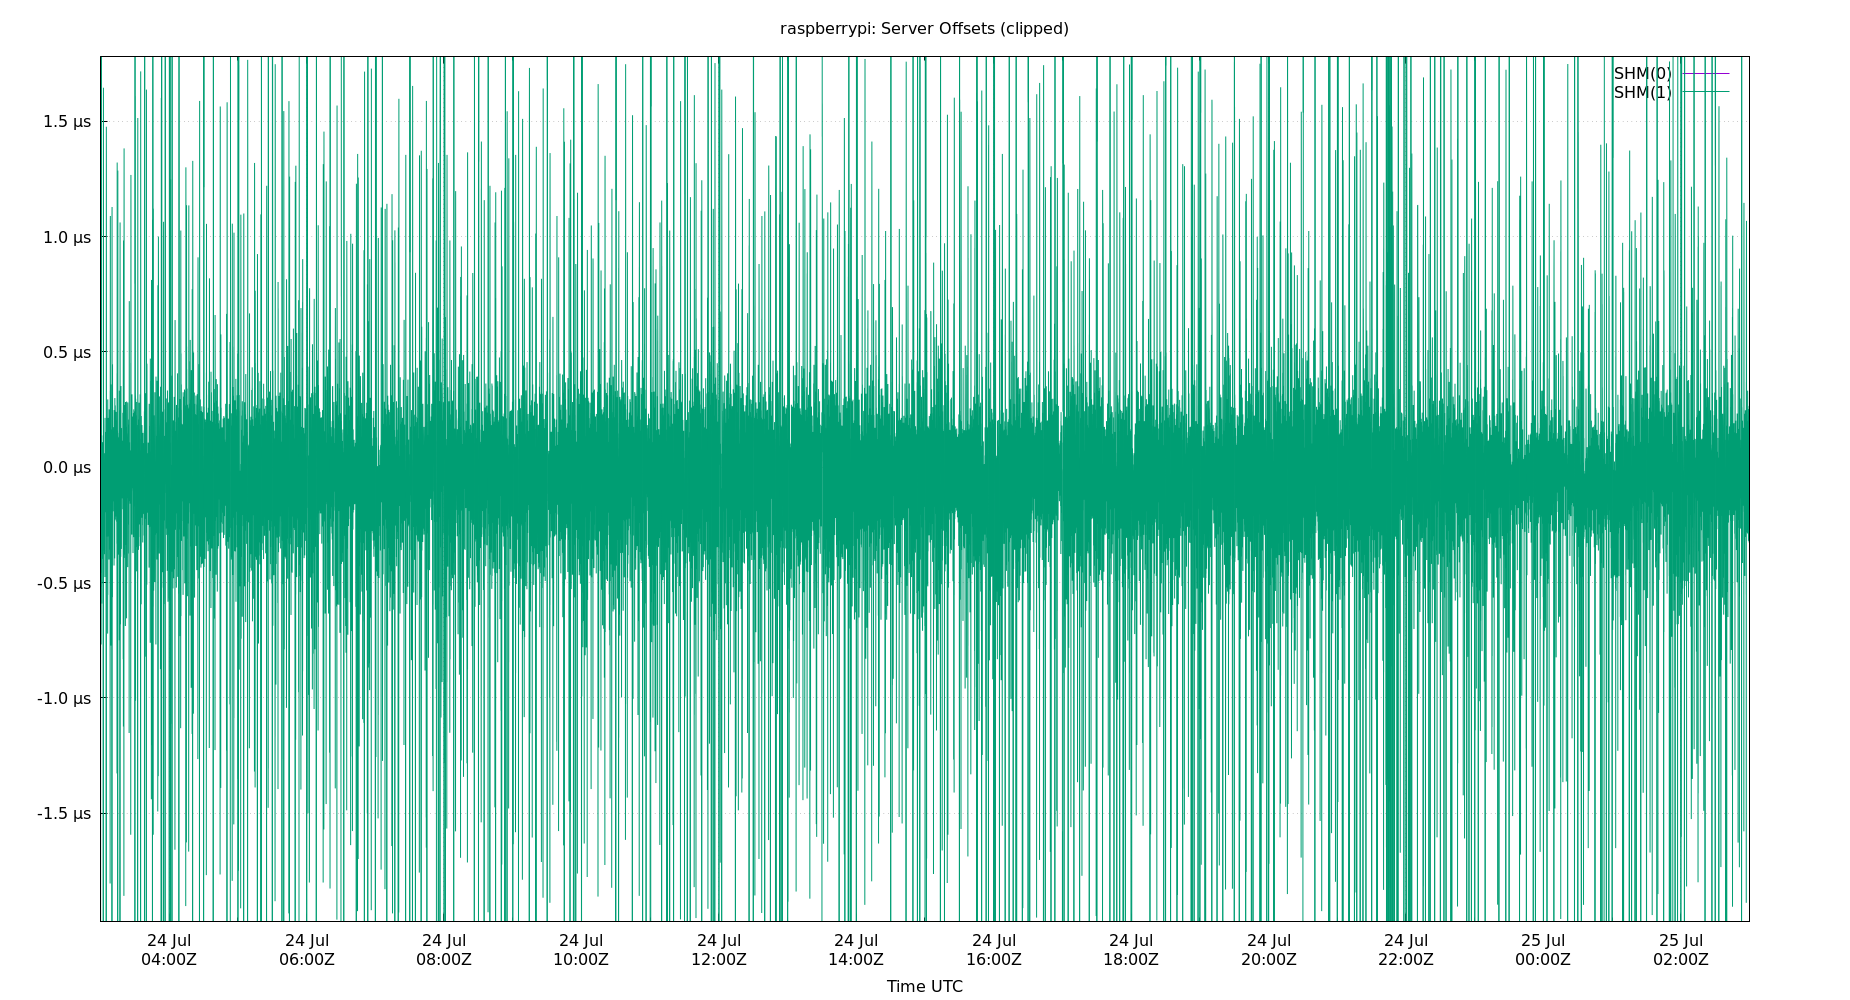 raspberrypi: Server Offsets (clipped)
SHM(0)
SHM(1)
1.5 µs
1.0 µs
0.5 µs
0.0 µs
-0.5 µs
-1.0 µs
-1.5 µs
24 Jul 24 Jul 24 Jul 24 Jul 24 Jul 24 Jul 24 Jul 24 Jul 24 Jul 24 Jul 25 Jul 25 Jul
04:00Z 06:00Z 08:00Z 10:00Z 12:00Z 14:00Z 16:00Z 18:00Z 20:00Z 22:00Z 00:00Z 02:00Z
Time UTC